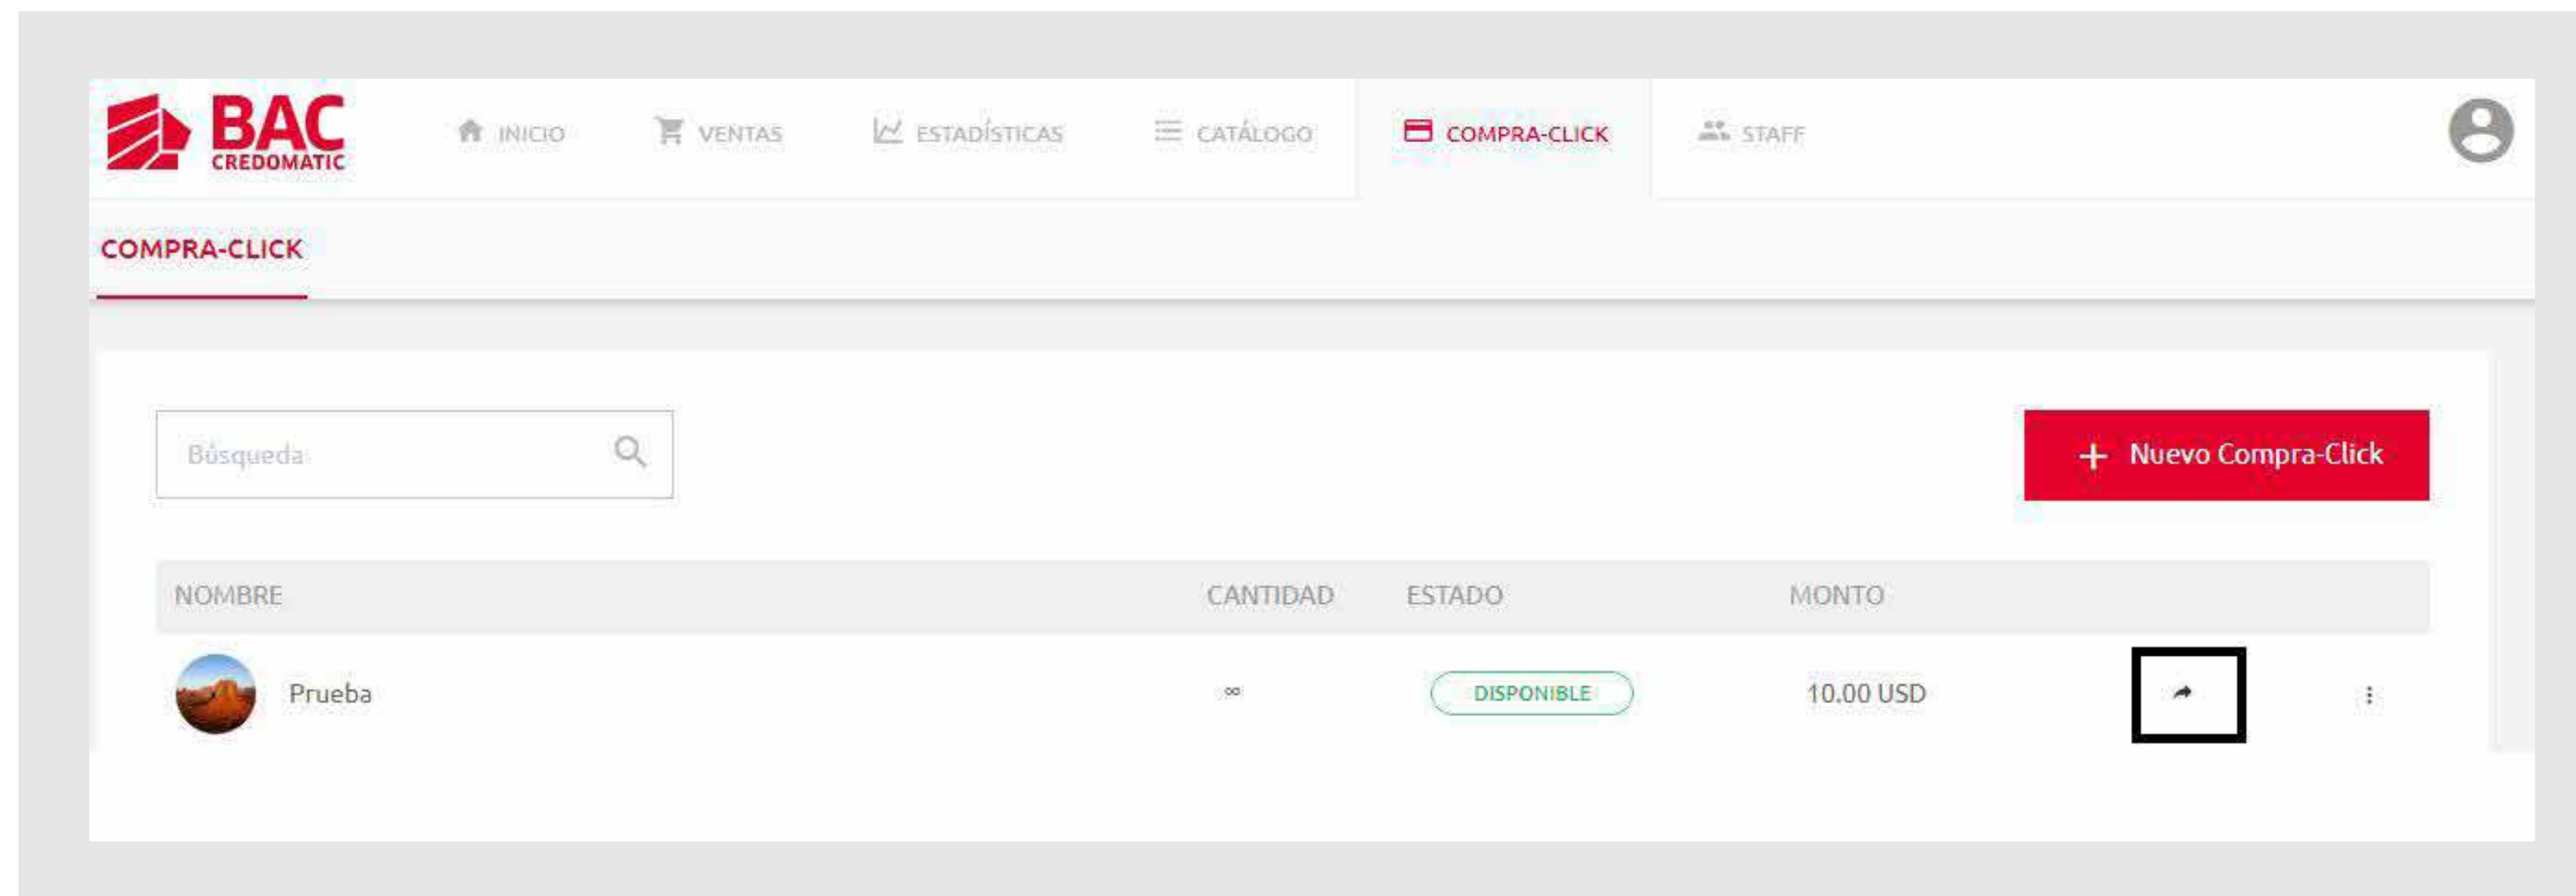 BAC
CREDOMATIC
INICIO
VENTAS
ESTADÍSTICAS
CATÁLOGO
COMPRA-CLICK
STAFF
COMPRA-CLICK
Búsqueda
+ Nuevo Compra-Click
NOMBRE CANTIDAD ESTADO MONTO
Prueba ∞ DISPONIBLE 10.00 USD